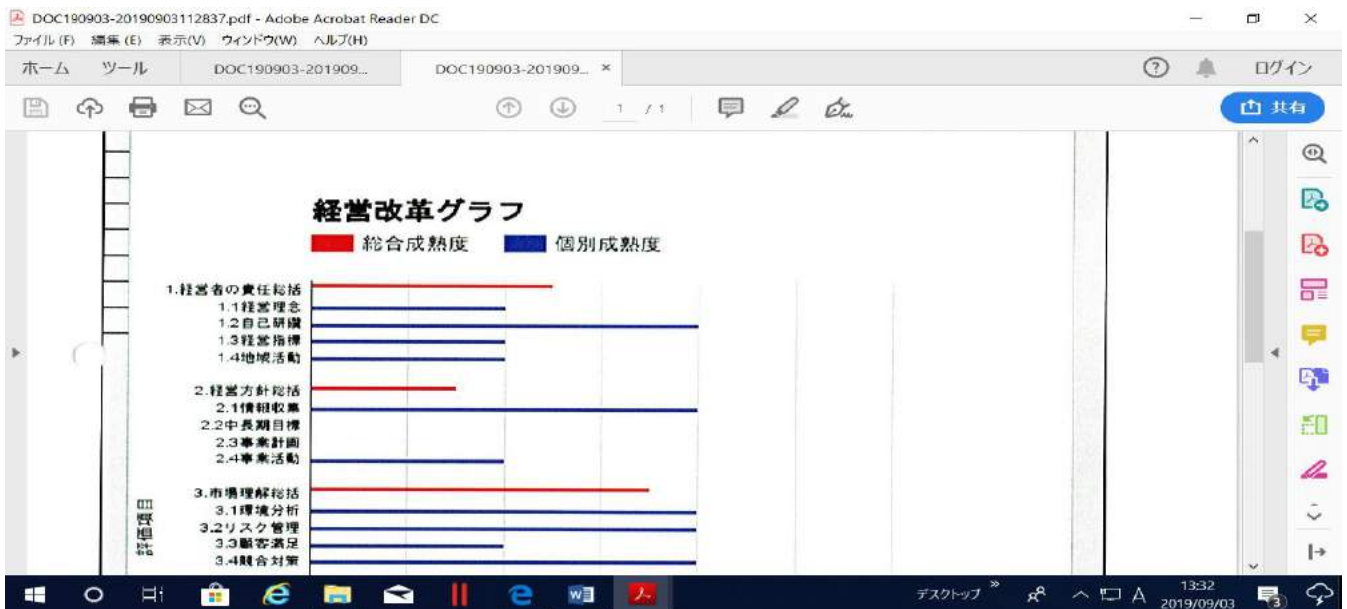 DOC190903-20190903112837.pdf - Adobe Acrobat Reader DC
ファイル(F) 編集(E) 表示(V) ウィンドウ(W) ヘルプ(H)
ホーム ツール DOC190903-201909... DOC190903-201909... × ログイン
1 / 1 共有
経営改革グラフ
総合成熟度 個別成熟度
1.経営者の責任総括
1.1経営理念
1.2自己研鑽
1.3経営指標
1.4地域活動
2.経営方針総括
2.1情報収集
2.2中長期目標
2.3事業計画
2.4事業活動
3.市場理解総括
3.1環境分析
3.2リスク管理
3.3顧客満足
3.4競合対策
評価項目
デスクトップ » A 13:32
2019/09/03 3